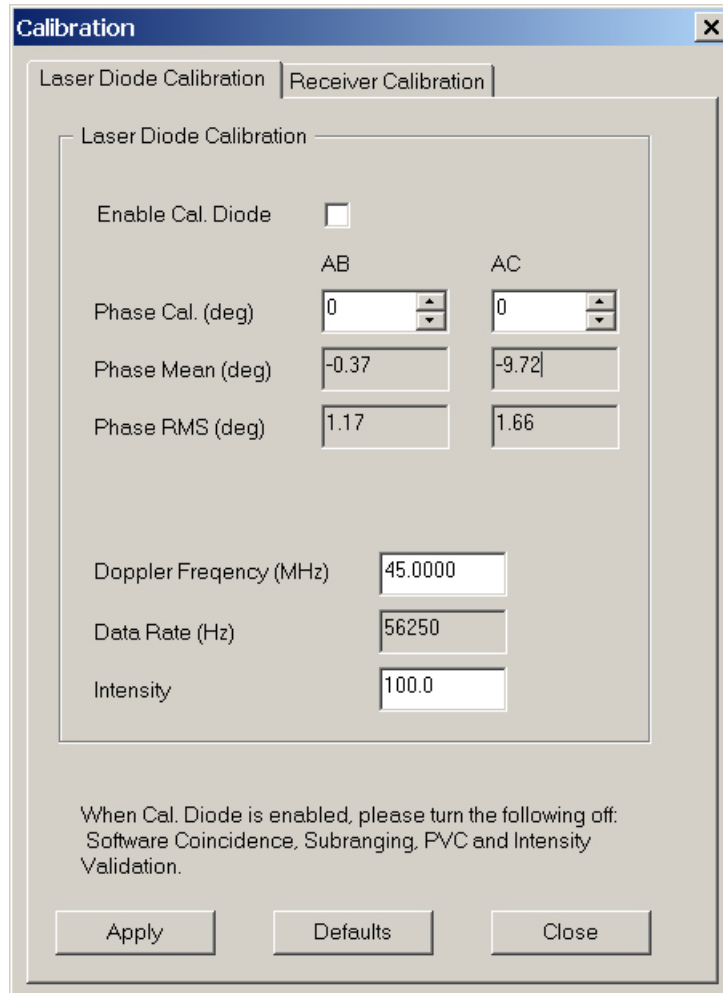 Calibration
Laser Diode Calibration Receiver Calibration
Laser Diode Calibration
Enable Cal. Diode
AB AC
Phase Cal. (deg) 0 0
Phase Mean (deg) -0.37 -9.72
Phase RMS (deg) 1.17 1.66
Doppler Freqency (MHz) 45.0000
Data Rate (Hz) 56250
Intensity 100.0
When Cal. Diode is enabled, please turn the following off:
Software Coincidence, Subranging, PVC and Intensity
Validation.
Apply Defaults Close